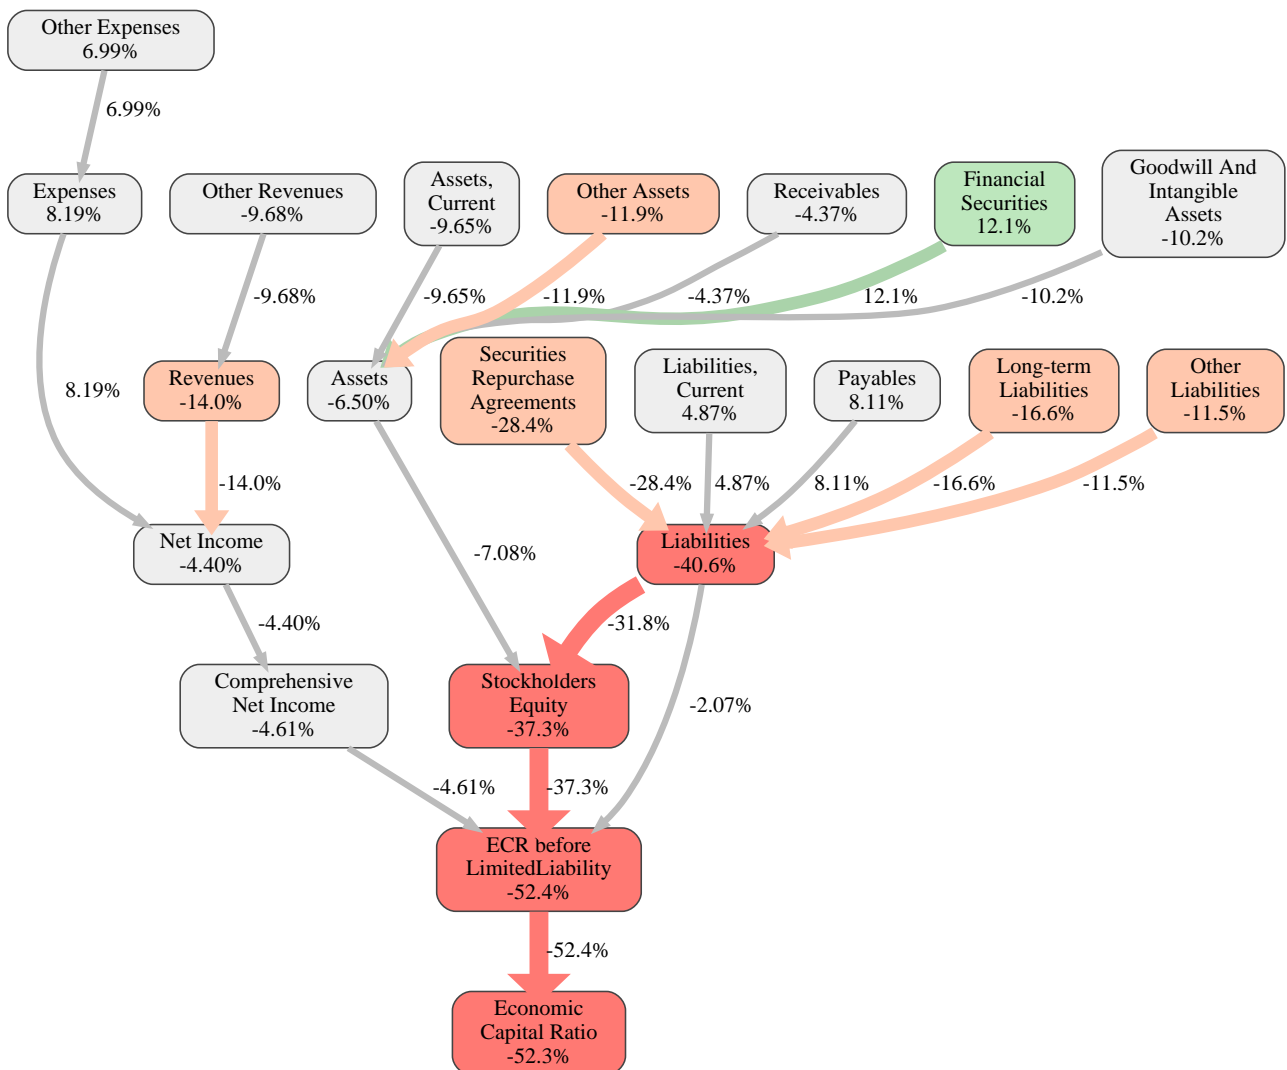 Other Expenses
6.99%
6.99%
Expenses
8.19%
Other Revenues
-9.68%
Assets,
Current
-9.65%
Other Assets
-11.9%
Receivables
-4.37%
Financial
Securities
12.1%
Goodwill And
Intangible
Assets
-10.2%
-9.68%
-9.65%
-11.9%
-4.37%
12.1%
-10.2%
8.19%
Revenues
-14.0%
Assets
-6.50%
Securities
Repurchase
Agreements
-28.4%
Liabilities,
Current
4.87%
Payables
8.11%
Long-term
Liabilities
-16.6%
Other
Liabilities
-11.5%
-14.0%
-28.4%
4.87%
8.11%
-16.6%
-11.5%
Net Income
-4.40%
-7.08%
Liabilities
-40.6%
-4.40%
-31.8%
Comprehensive
Net Income
-4.61%
Stockholders
Equity
-37.3%
-2.07%
-4.61%
-37.3%
ECR before
LimitedLiability
-52.4%
-52.4%
Economic
Capital Ratio
-52.3%